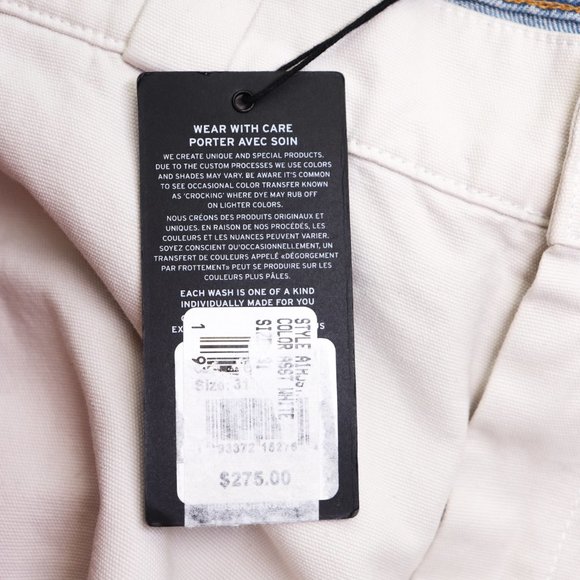 WEAR WITH CARE
PORTER AVEC SOIN
WE CREATE UNIQUE AND SPECIAL PRODUCTS.
DUE TO THE CUSTOM PROCESSES WE USE COLORS
AND SHADES MAY VARY. BE AWARE IT'S COMMON
TO SEE OCCASIONAL COLOR TRANSFER KNOWN
AS 'CROCKING' WHERE DYE MAY RUB OFF
ON LIGHTER COLORS.
NOUS CRÉONS DES PRODUITS ORIGINAUX ET
UNIQUES. EN RAISON DE NOS PROCÉDÉS, LES
COULEURS ET LES NUANCES PEUVENT VARIER.
SOYEZ CONSCIENT QU'OCCASIONNELLEMENT, UN
TRANSFERT DE COULEURS APPELÉ «DÉGORGEMENT
PAR FROTTEMENT» PEUT SE PRODUIRE SUR LES
COULEURS PLUS PÂLES.
EACH WASH IS ONE OF A KIND
INDIVIDUALLY MADE FOR YOU
STYLE
COLOR ASST WHITE
Size: 31
$275.00